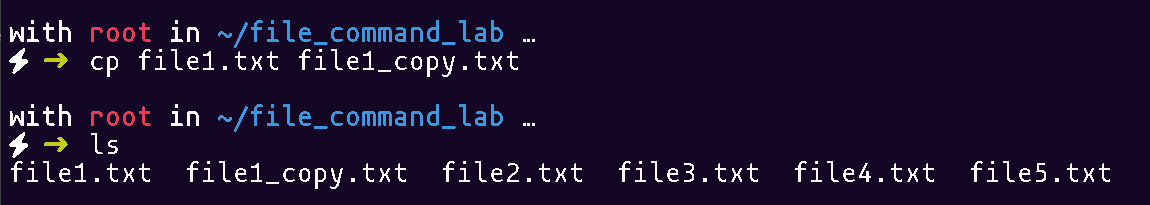 with root in ~/file_command_lab …
⚡ ➜ cp file1.txt file1_copy.txt
with root in ~/file_command_lab …
⚡ ➜ ls
file1.txt  file1_copy.txt  file2.txt  file3.txt  file4.txt  file5.txt